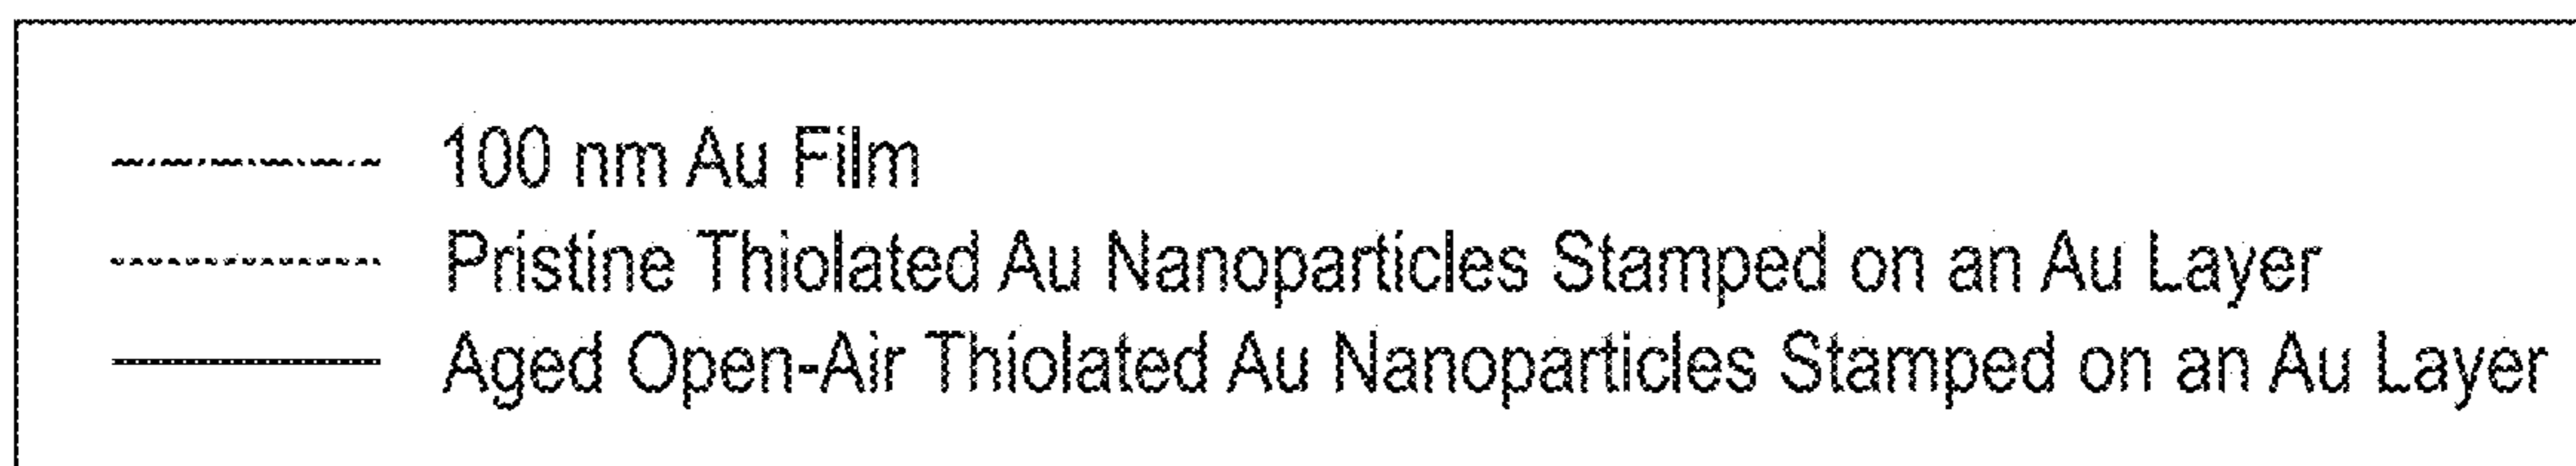 100 nm Au Film
Pristine Thiolated Au Nanoparticles Stamped on an Au Layer
Aged Open-Air Thiolated Au Nanoparticles Stamped on an Au Layer